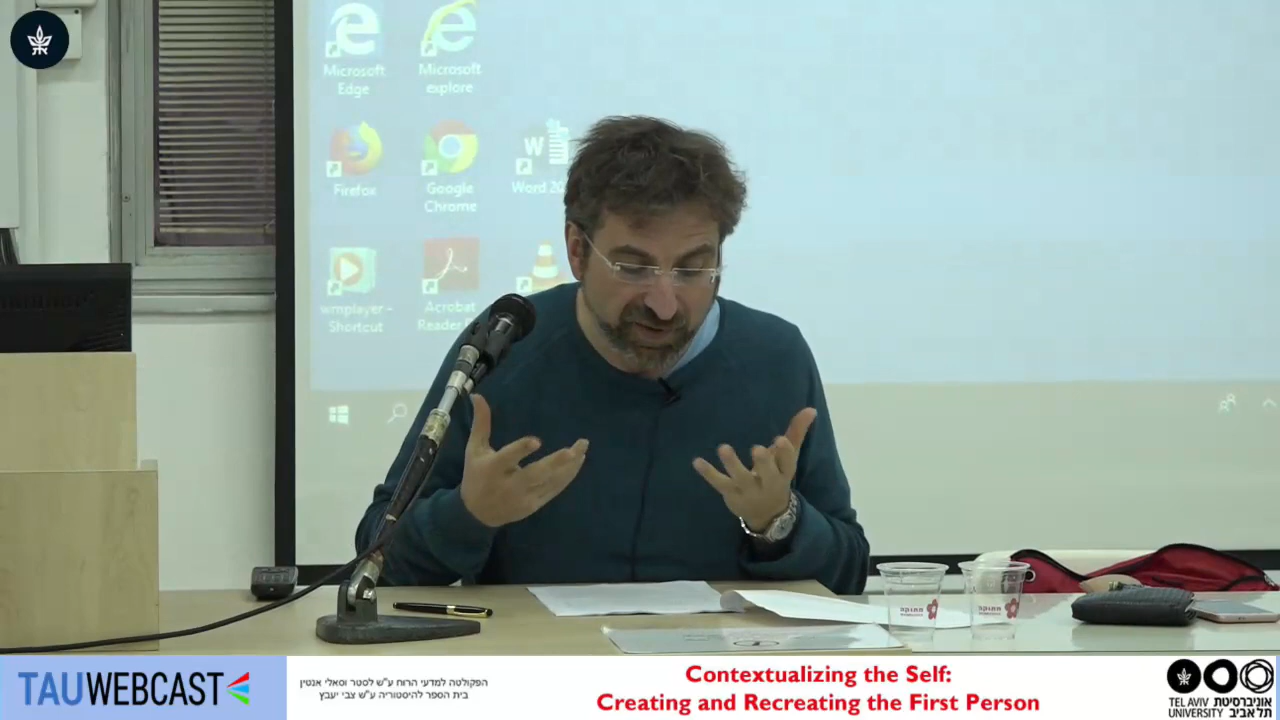 Microsoft
Edge
Microsoft
explore
Firefox
Google
Chrome
W
Word 20
wmplayer -
Shortcut
Acrobat
Reader
TAUWEBCAST
הפקולטה למדעי הרוח ע"ש לסטר וסאלי אנטין
בית הספר להיסטוריה ע"ש צבי יעבץ
Contextualizing the Self:
Creating and Recreating the First Person
TEL AVIV אוניברסיטת
UNIVERSITY תל אביב